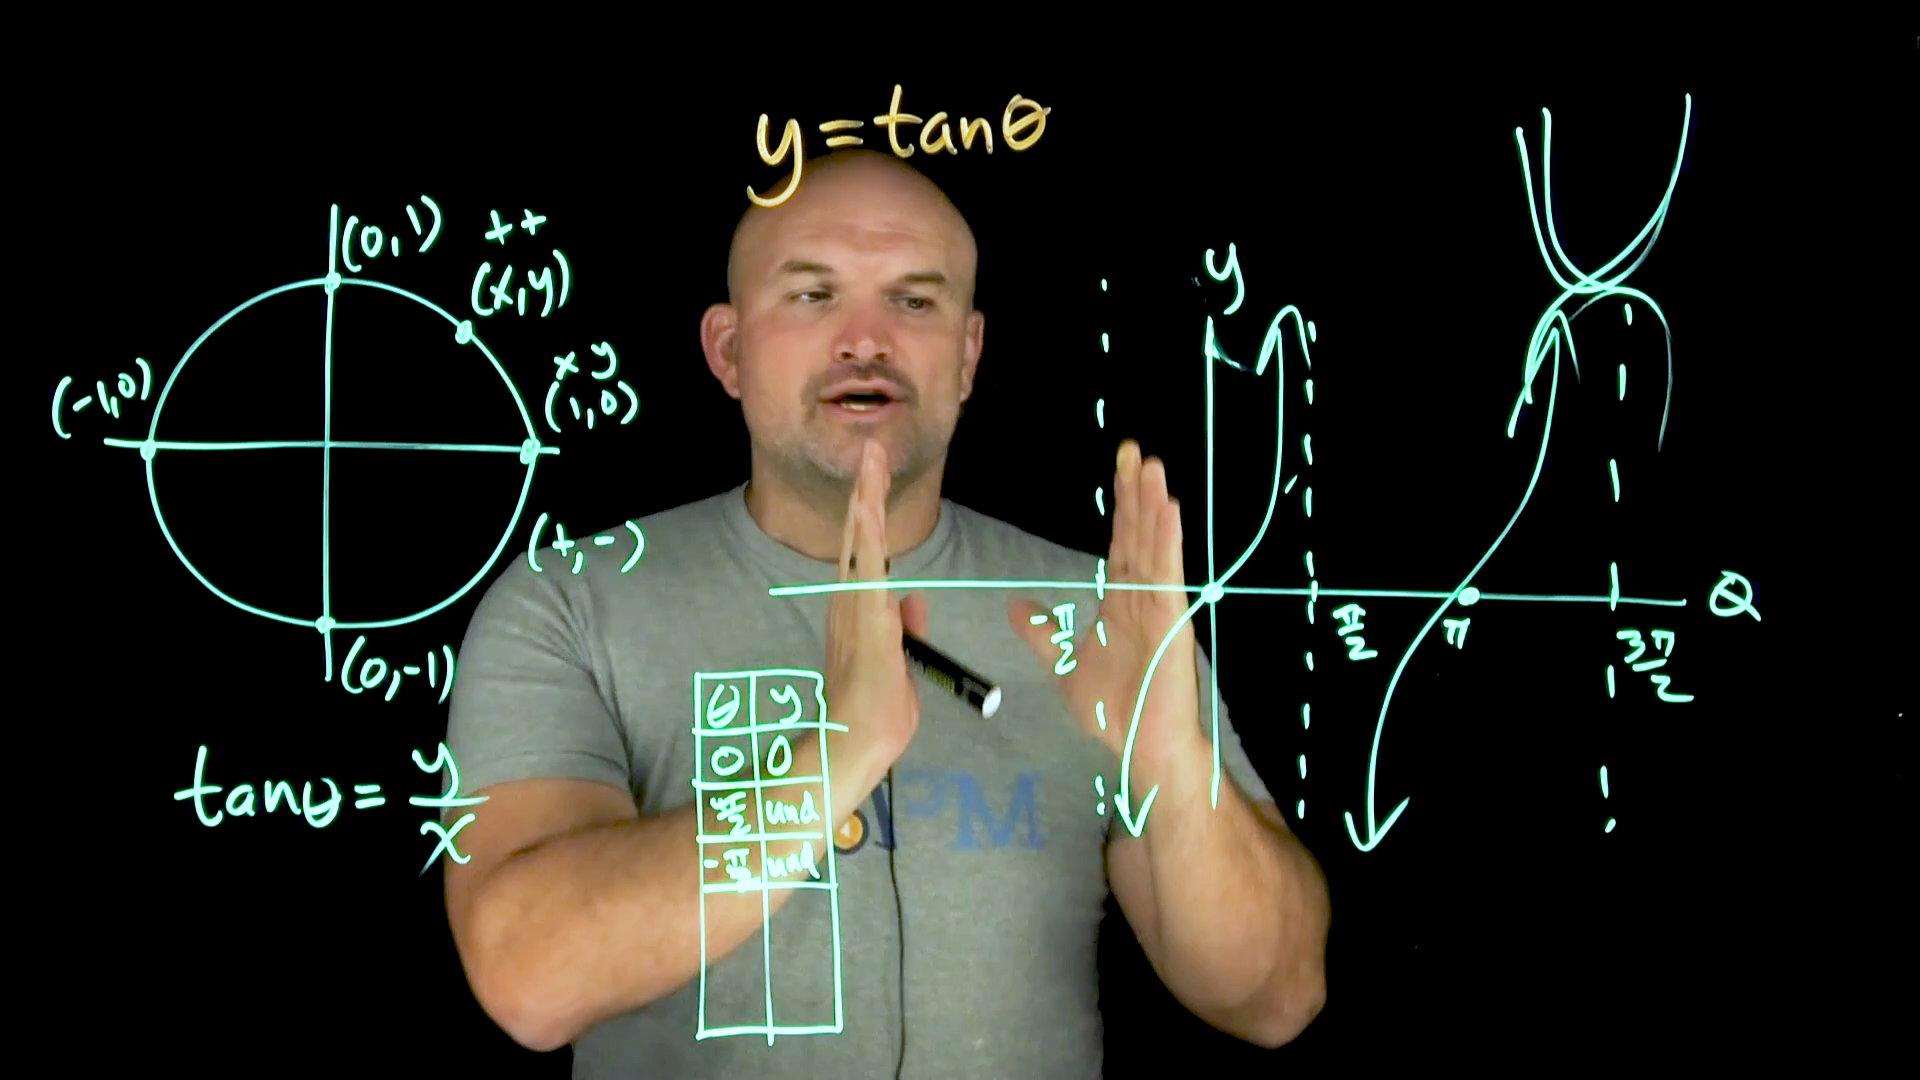 y = tanθ
(0,1)
++
(x,y)
x y
(1,0)
(-1,0)
(+,-)
(0,-1)
tanθ = y/x
θ y
0 0
π/2 und
-π/2 und
y
-π/2 π/2 π 3π/2 θ